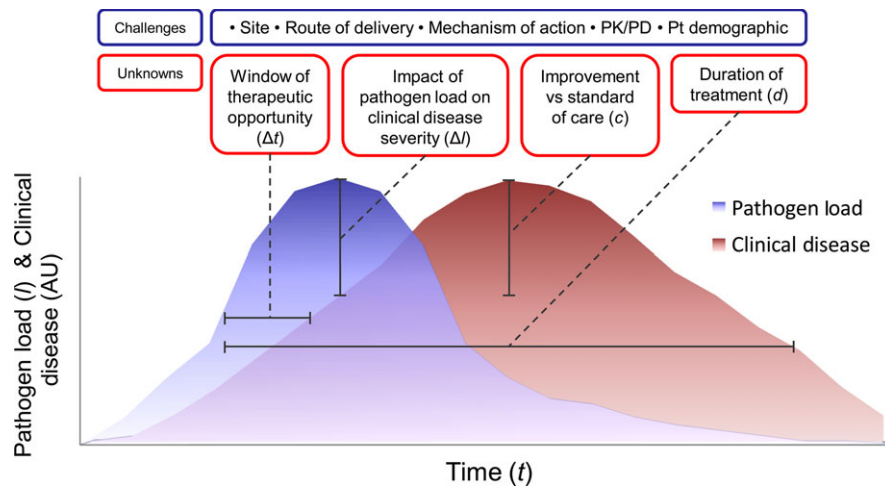 Challenges
• Site • Route of delivery • Mechanism of action • PK/PD • Pt demographic
Unknowns
Window of
therapeutic
opportunity
(Δt)
Impact of
pathogen load on
clinical disease
severity (Δl)
Improvement
vs standard
of care (c)
Duration of
treatment (d)
Pathogen load
Clinical disease
Pathogen load (l) & Clinical
disease (AU)
Time (t)